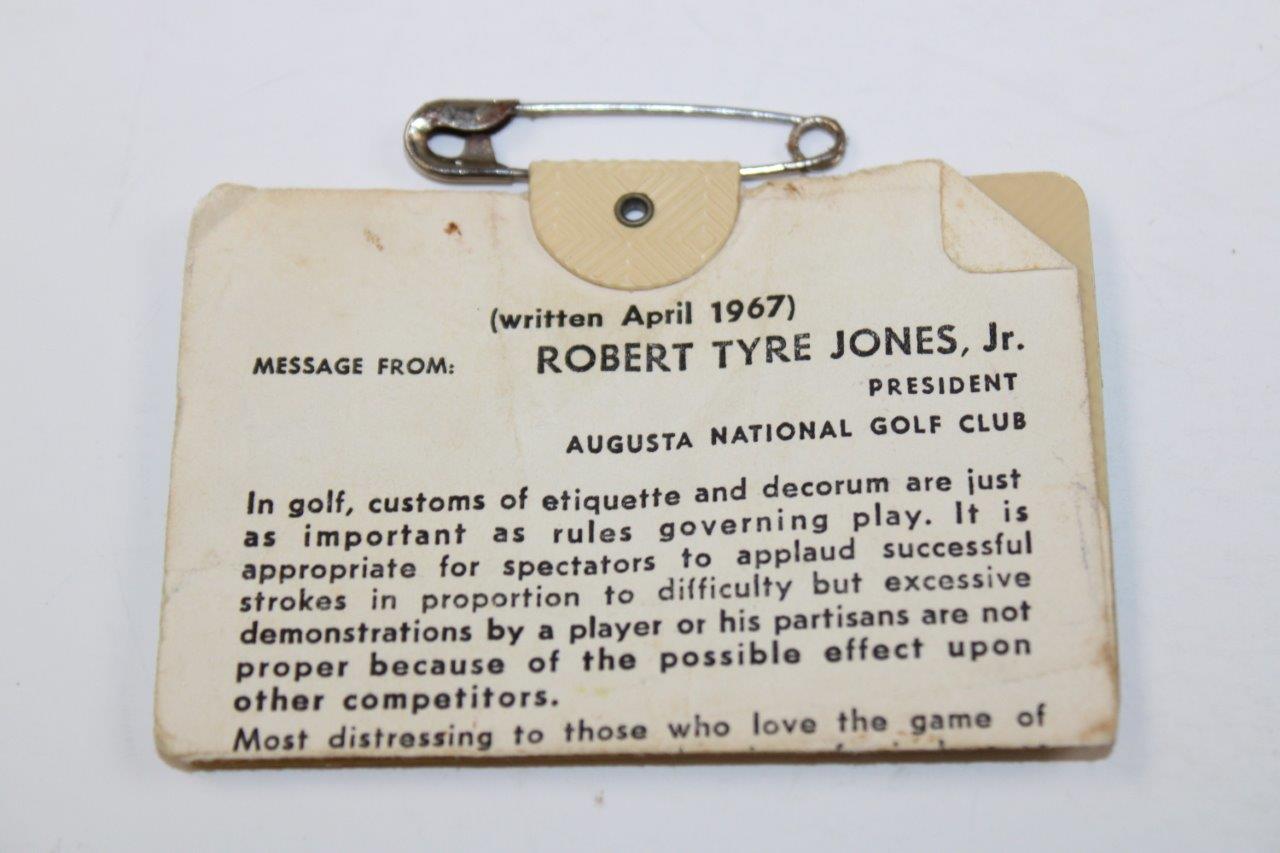 (written April 1967)
MESSAGE FROM: ROBERT TYRE JONES, Jr.
PRESIDENT
AUGUSTA NATIONAL GOLF CLUB
In golf, customs of etiquette and decorum are just
as important as rules governing play. It is
appropriate for spectators to applaud successful
strokes in proportion to difficulty but excessive
demonstrations by a player or his partisans are not
proper because of the possible effect upon
other competitors.
Most distressing to those who love the game of